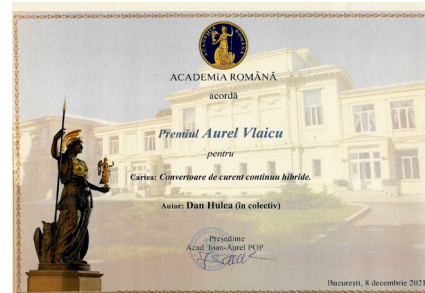 ACADEMIA ROMÂNĂ
acordă
Premiul Aurel Vlaicu
pentru
Cartea: Convertoare de curent continuu hibride.
Autor: Dan Hulea (în colectiv)
Președinte
Acad. Ioan-Aurel POP
București, 8 decembrie 2021